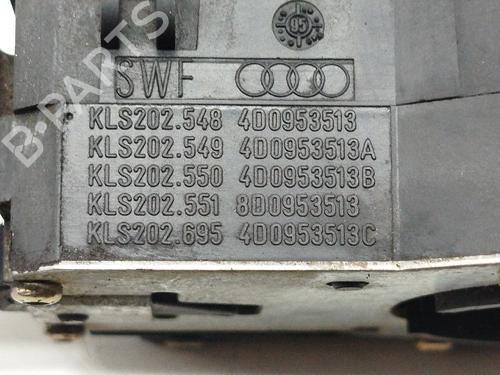 05
SWF
KLS202.548 4D0953513
KLS202.549 4D0953513A
KLS202.550 4D0953513B
KLS202.551 8D0953513
KLS202.695 4D0953513C
B-PARTS